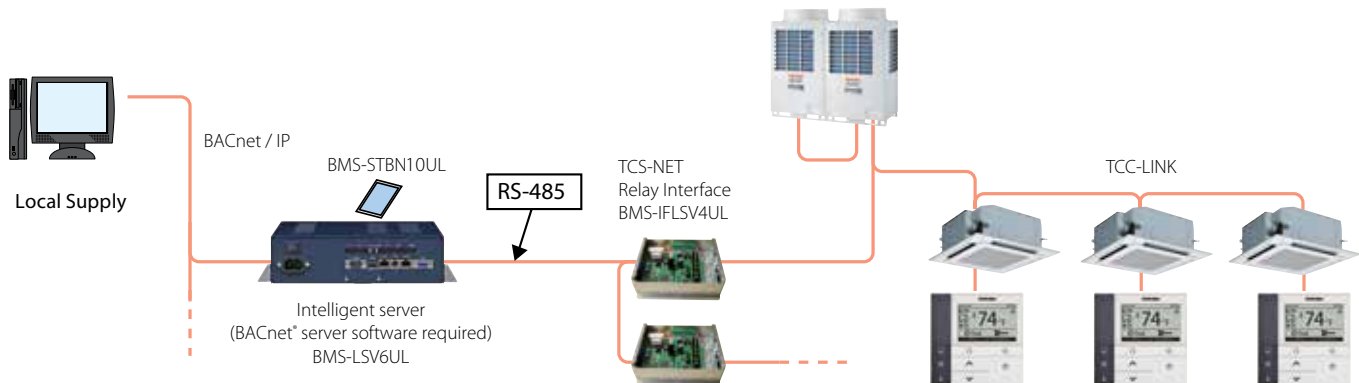 BACnet / IP
Local Supply
BMS-STBN10UL
RS-485
Intelligent server
(BACnet® server software required)
BMS-LSV6UL
TCS-NET
Relay Interface
BMS-IFLSV4UL
TCC-LINK
74°F
74°F
74°F